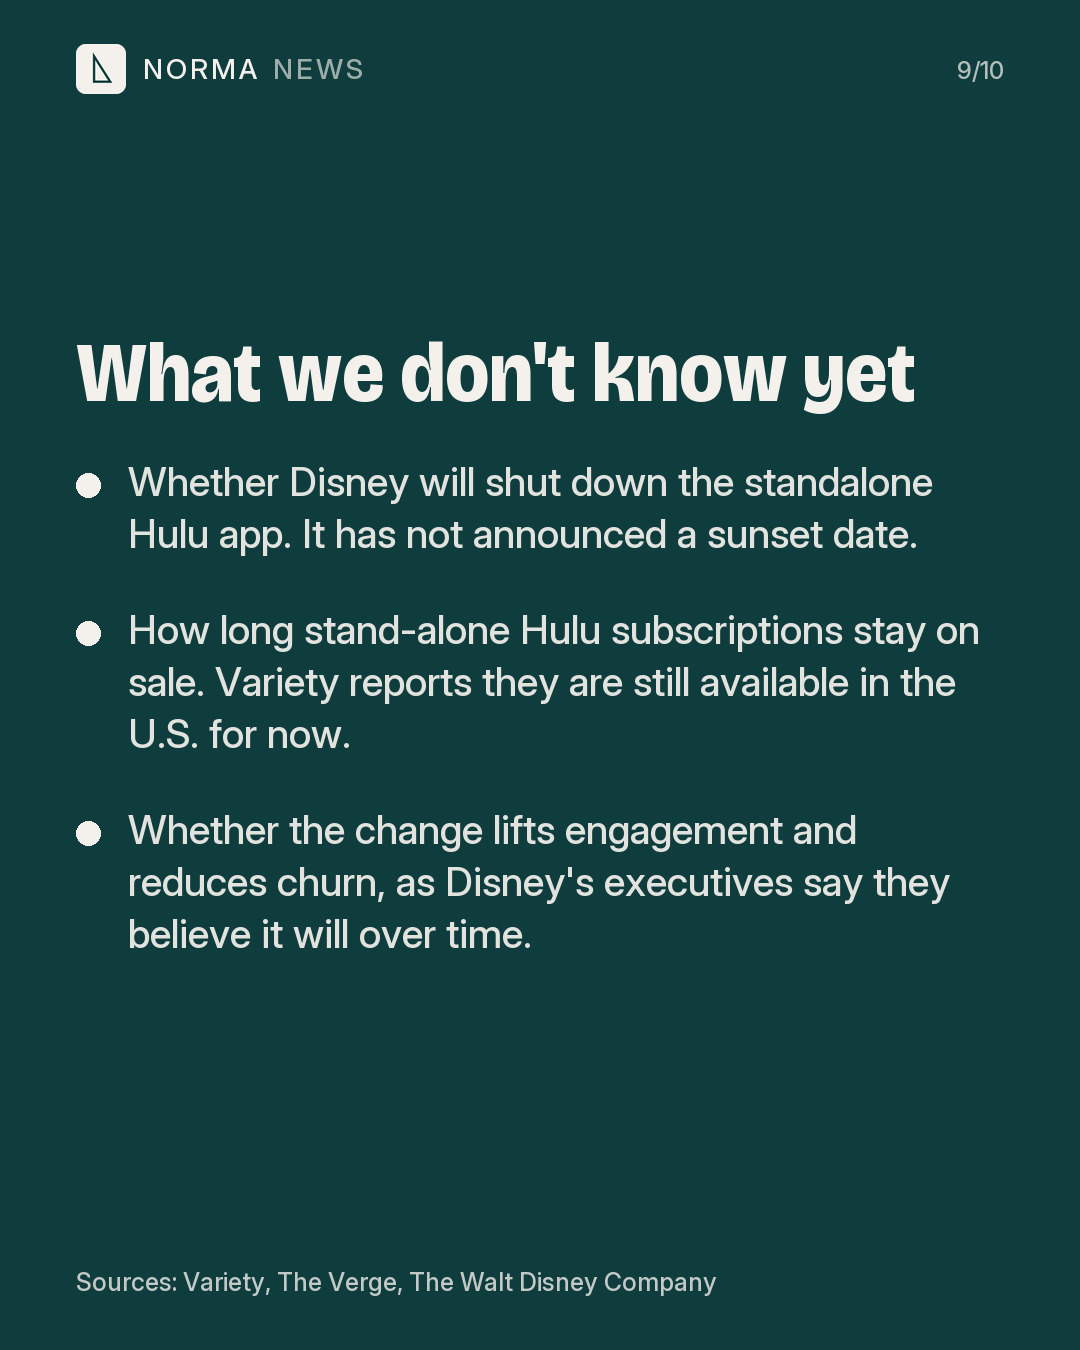 NORMA NEWS
9/10
What we don't know yet
Whether Disney will shut down the standalone
Hulu app. It has not announced a sunset date.
How long stand-alone Hulu subscriptions stay on
sale. Variety reports they are still available in the
U.S. for now.
Whether the change lifts engagement and
reduces churn, as Disney's executives say they
believe it will over time.
Sources: Variety, The Verge, The Walt Disney Company